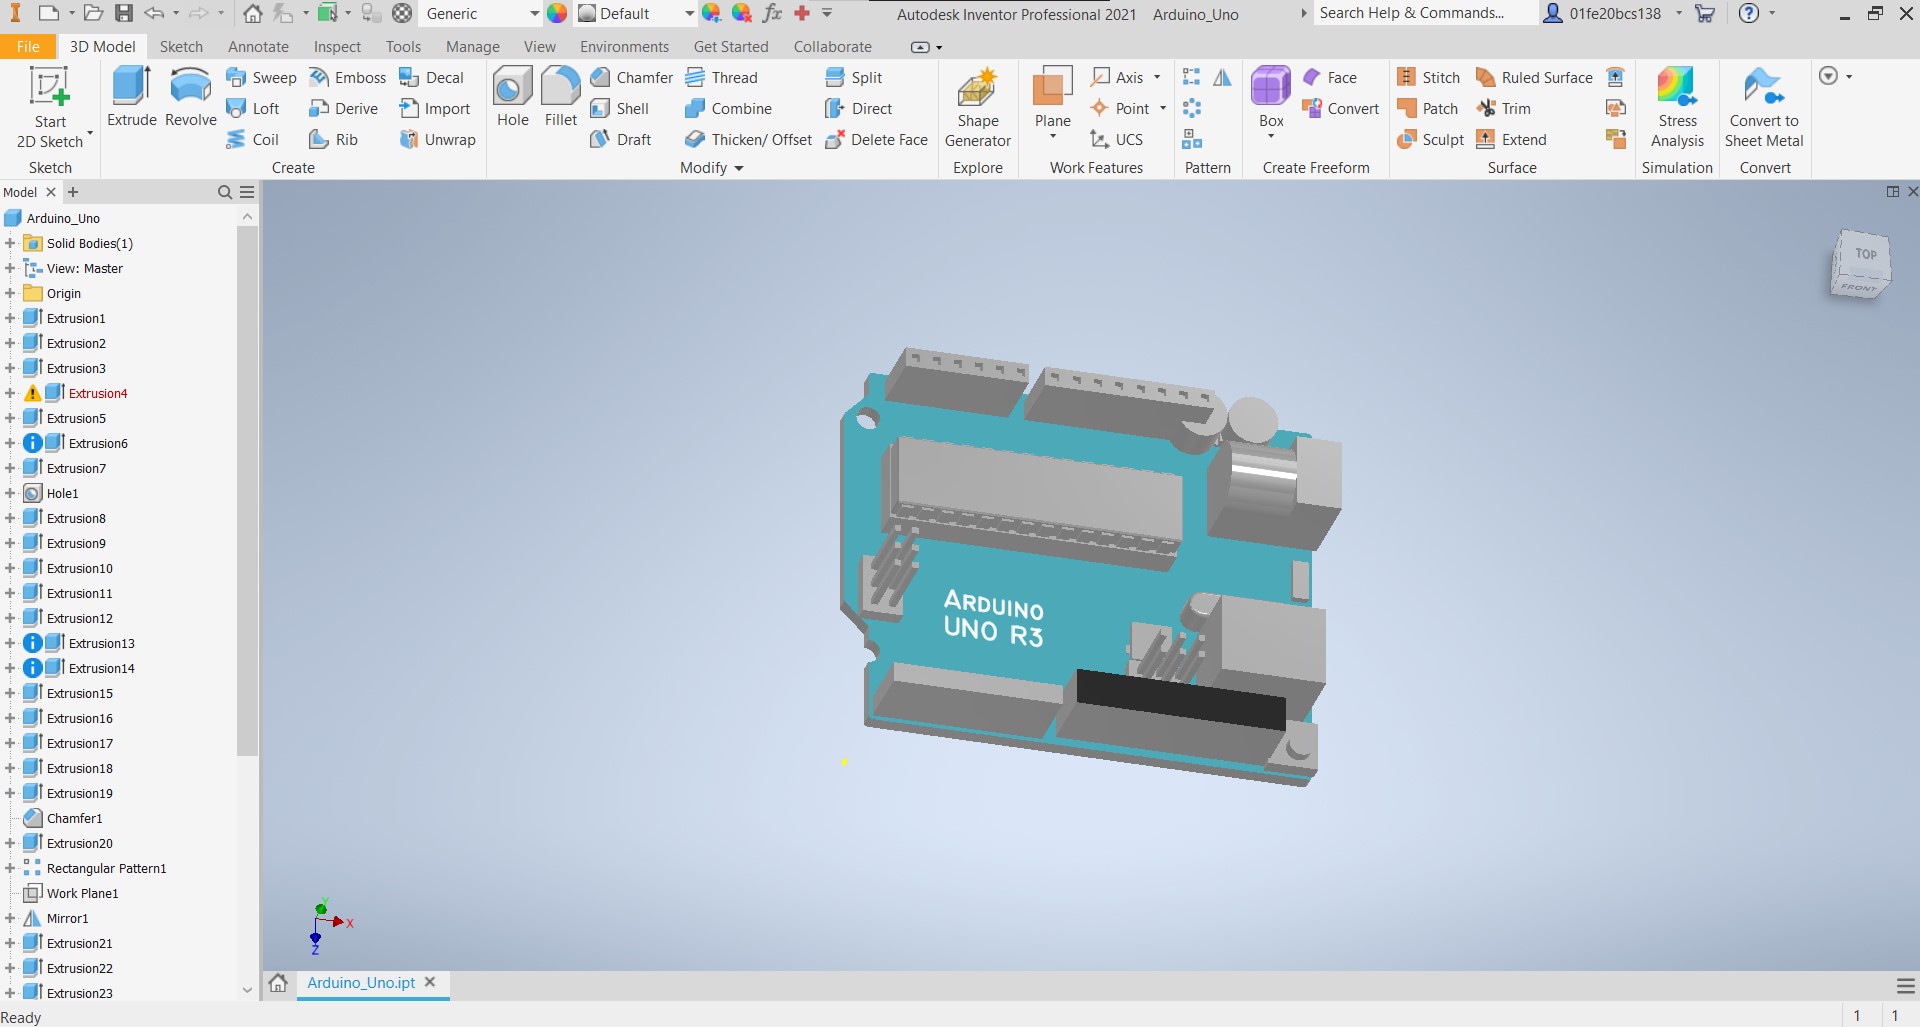 Generic
Default
Autodesk Inventor Professional 2021 Arduino_Uno
Search Help & Commands...
01fe20bcs138
File
3D Model
Sketch
Annotate
Inspect
Tools
Manage
View
Environments
Get Started
Collaborate
Start
2D Sketch
Sketch
Extrude
Revolve
Sweep
Loft
Coil
Emboss
Derive
Rib
Decal
Import
Unwrap
Create
Hole
Fillet
Chamfer
Shell
Draft
Thread
Combine
Thicken/ Offset
Split
Direct
Delete Face
Modify
Shape
Generator
Explore
Plane
Axis
Point
UCS
Work Features
Pattern
Box
Face
Convert
Create Freeform
Stitch
Patch
Sculpt
Ruled Surface
Trim
Extend
Surface
Stress
Analysis
Simulation
Convert to
Sheet Metal
Convert
Model
Arduino_Uno
Solid Bodies(1)
View: Master
Origin
Extrusion1
Extrusion2
Extrusion3
Extrusion4
Extrusion5
Extrusion6
Extrusion7
Hole1
Extrusion8
Extrusion9
Extrusion10
Extrusion11
Extrusion12
Extrusion13
Extrusion14
Extrusion15
Extrusion16
Extrusion17
Extrusion18
Extrusion19
Chamfer1
Extrusion20
Rectangular Pattern1
Work Plane1
Mirror1
Extrusion21
Extrusion22
Extrusion23
TOP
FRONT
ARDUINO
UNO R3
Y
X
Z
Arduino_Uno.ipt
Ready
1 1